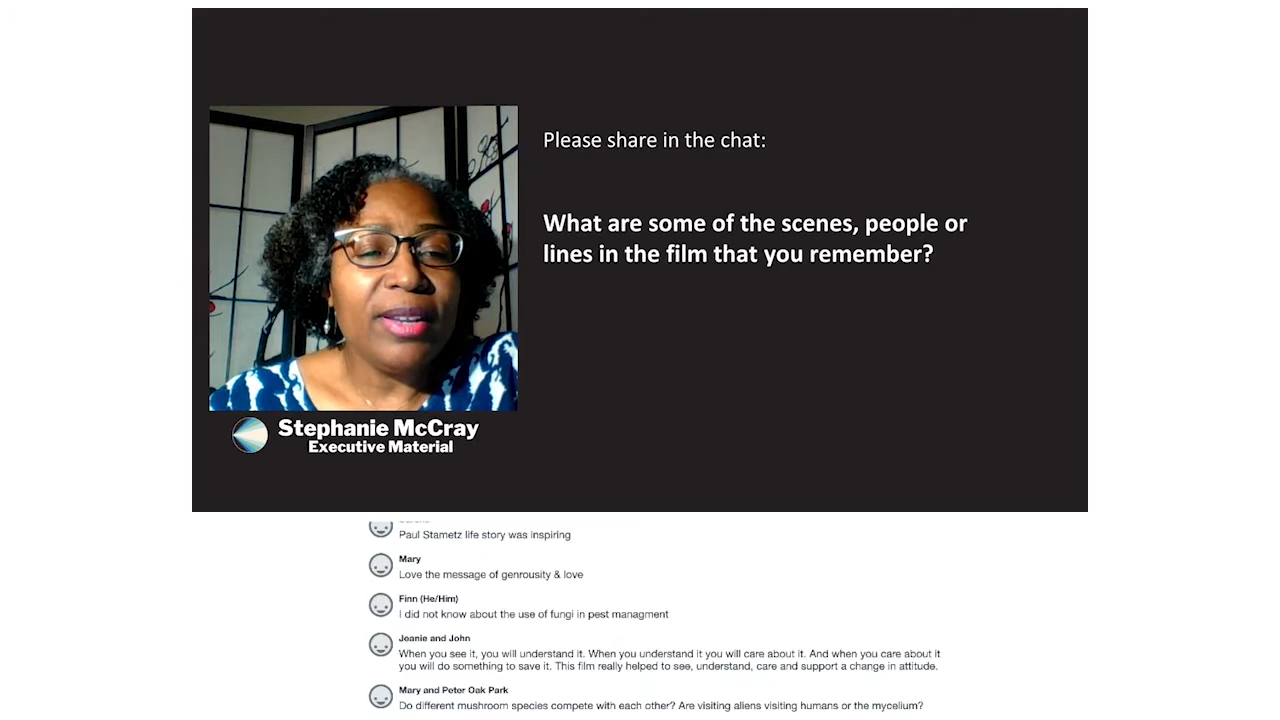 Please share in the chat:
What are some of the scenes, people or
lines in the film that you remember?
Stephanie McCray
Executive Material
Paul Stametz life story was inspiring
Mary
Love the message of genrousity & love
Finn (He/Him)
I did not know about the use of fungi in pest managment
Jeanie and John
When you see it, you will understand it. When you understand it you will care about it. And when you care about it
you will do something to save it. This film really helped to see, understand, care and support a change in attitude.
Mary and Peter Oak Park
Do different mushroom species compete with each other? Are visiting aliens visiting humans or the mycelium?